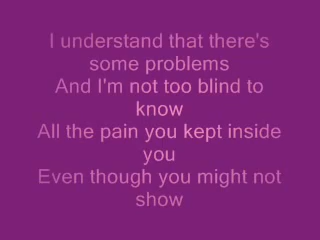 I understand that there's
some problems
And I'm not too blind to
know
All the pain you kept inside
you
Even though you might not
show